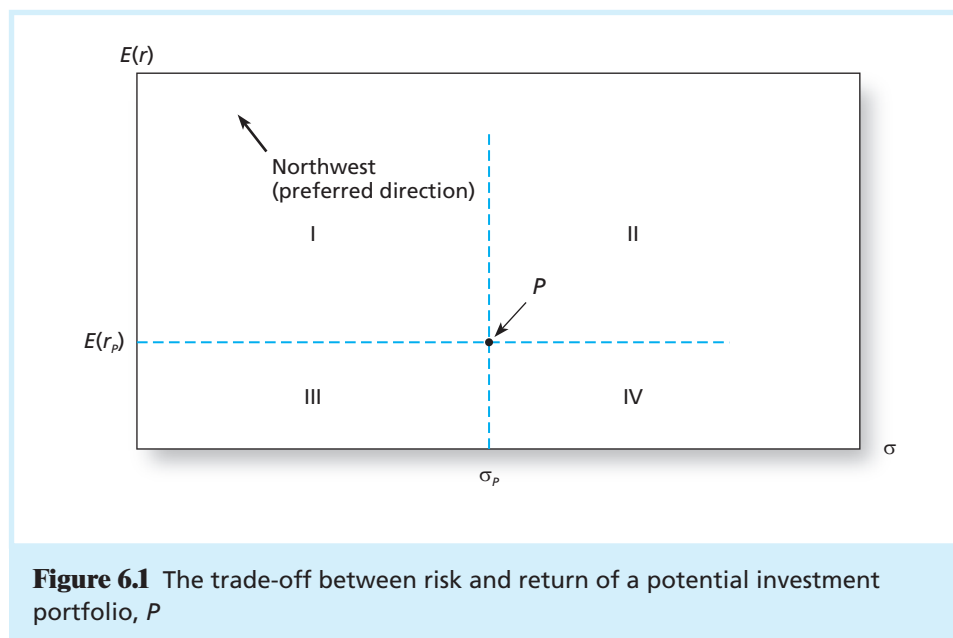 E(r)
Northwest
(preferred direction)
I
II
P
E(rₚ)
III
IV
σ
σₚ
Figure 6.1 The trade-off between risk and return of a potential investment
portfolio, P